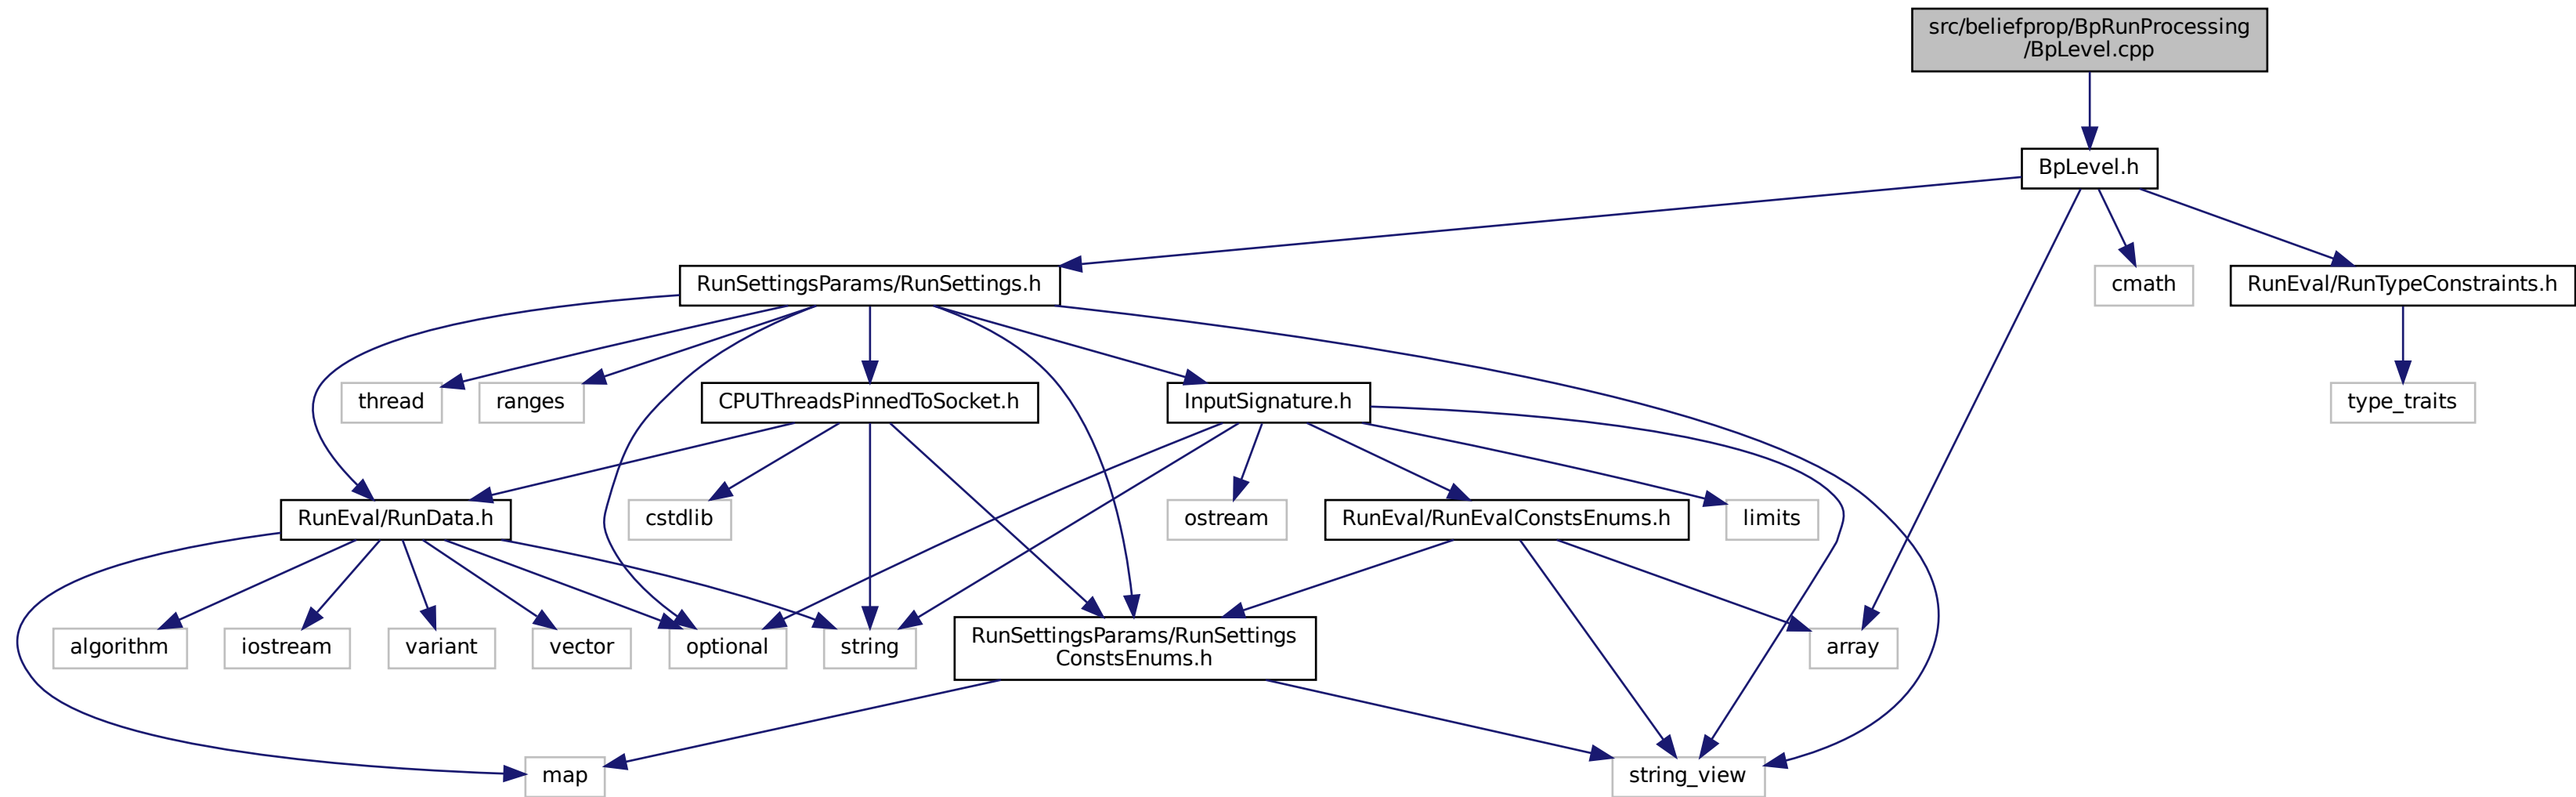 src/beliefprop/BpRunProcessing
/BpLevel.cpp
BpLevel.h
RunSettingsParams/RunSettings.h
cmath
RunEval/RunTypeConstraints.h
thread
ranges
CPUThreadsPinnedToSocket.h
InputSignature.h
type_traits
RunEval/RunData.h
cstdlib
ostream
RunEval/RunEvalConstsEnums.h
limits
algorithm
iostream
variant
vector
optional
string
RunSettingsParams/RunSettings
ConstsEnums.h
array
map
string_view